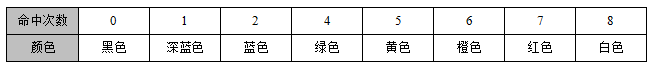 命中次数 0 1 2 4 5 6 7 8
颜色 黑色 深蓝色 蓝色 绿色 黄色 橙色 红色 白色